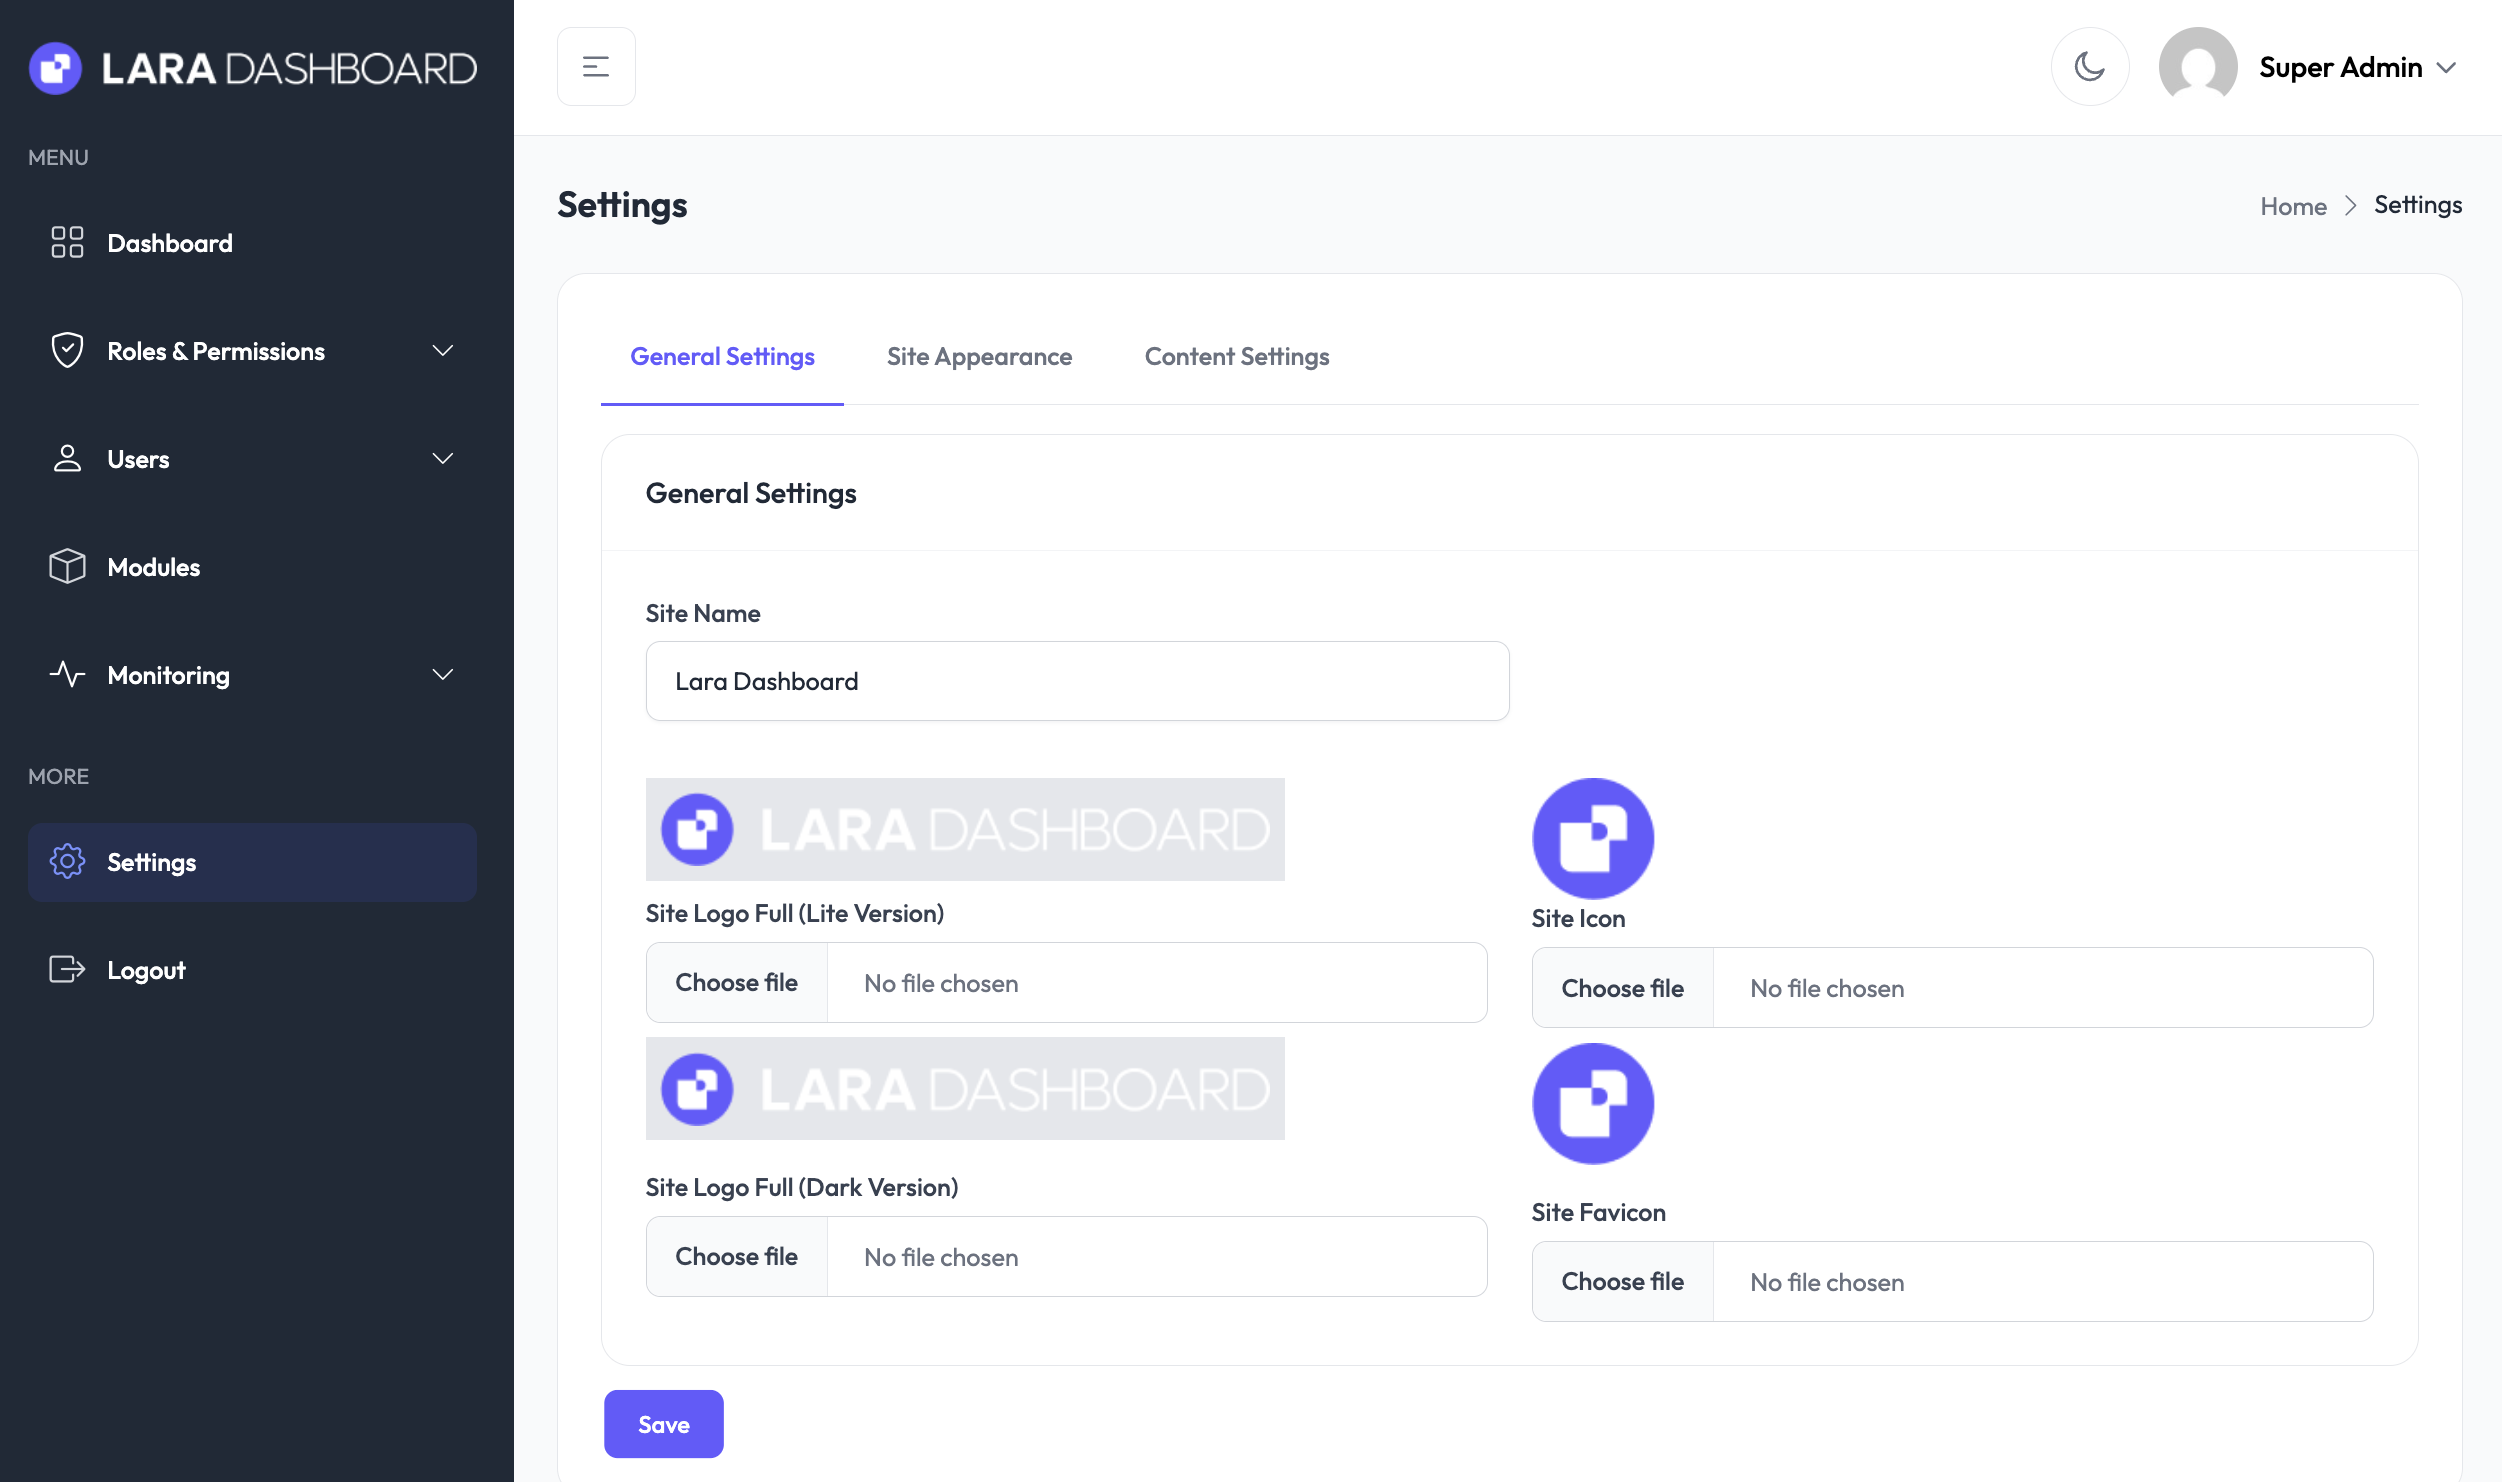 LARA DASHBOARD
MENU
Dashboard
Roles & Permissions
Users
Modules
Monitoring
MORE
Settings
Logout
Super Admin
Settings
Home > Settings
General Settings
Site Appearance
Content Settings
General Settings
Site Name
Lara Dashboard
LARA DASHBOARD
Site Logo Full (Lite Version)
Choose file No file chosen
Site Icon
Choose file No file chosen
LARA DASHBOARD
Site Logo Full (Dark Version)
Choose file No file chosen
Site Favicon
Choose file No file chosen
Save